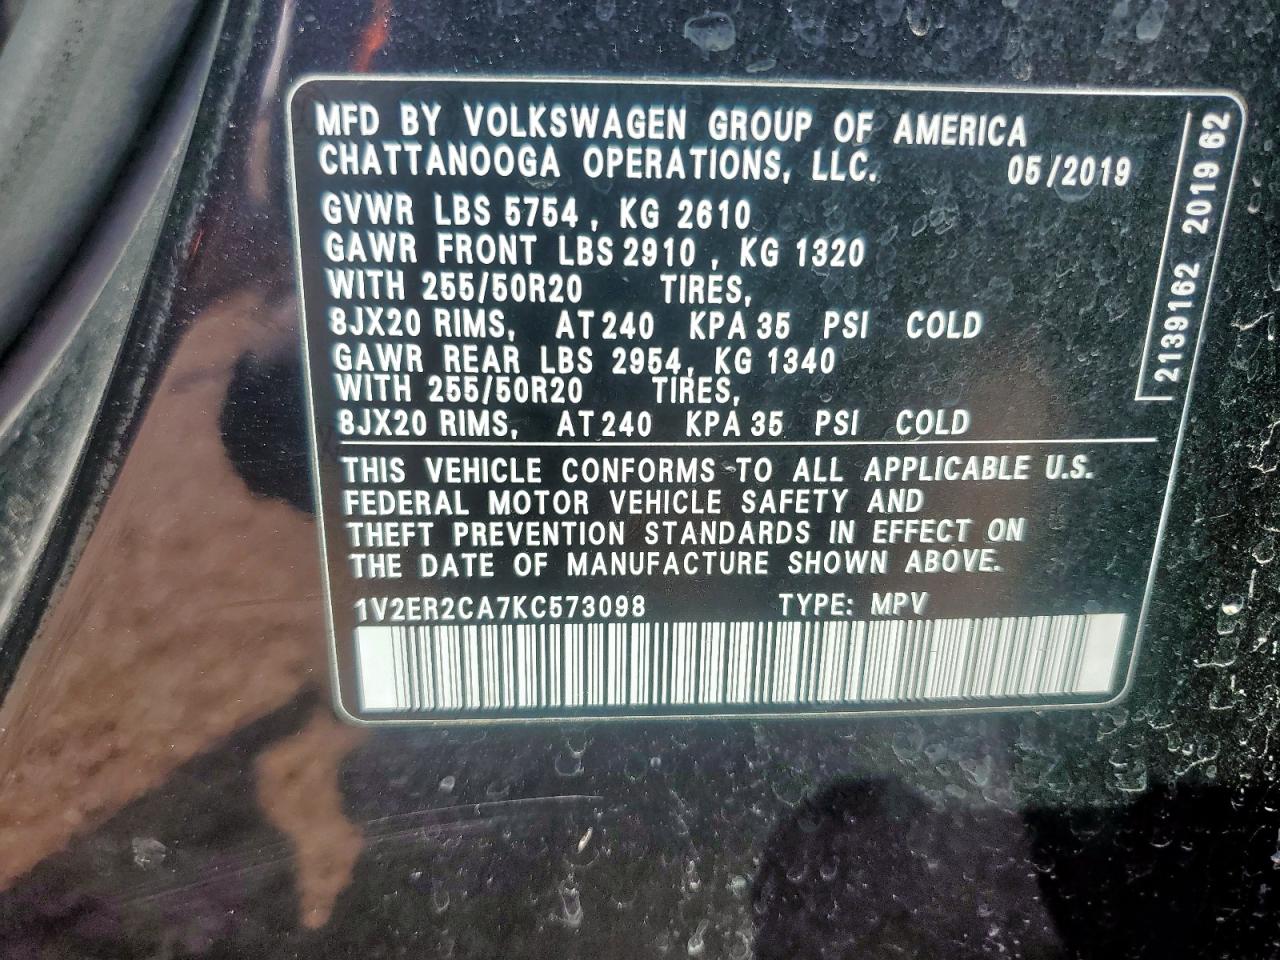 MFD BY VOLKSWAGEN GROUP OF AMERICA
CHATTANOOGA OPERATIONS, LLC. 05/2019
GVWR LBS 5754, KG 2610
GAWR FRONT LBS 2910, KG 1320
WITH 255/50R20 TIRES,
8JX20 RIMS, AT 240 KPA 35 PSI COLD
GAWR REAR LBS 2954, KG 1340
WITH 255/50R20 TIRES,
8JX20 RIMS, AT 240 KPA 35 PSI COLD
THIS VEHICLE CONFORMS TO ALL APPLICABLE U.S.
FEDERAL MOTOR VEHICLE SAFETY AND
THEFT PREVENTION STANDARDS IN EFFECT ON
THE DATE OF MANUFACTURE SHOWN ABOVE.
1V2ER2CA7KC573098 TYPE: MPV
2139162 2019 62